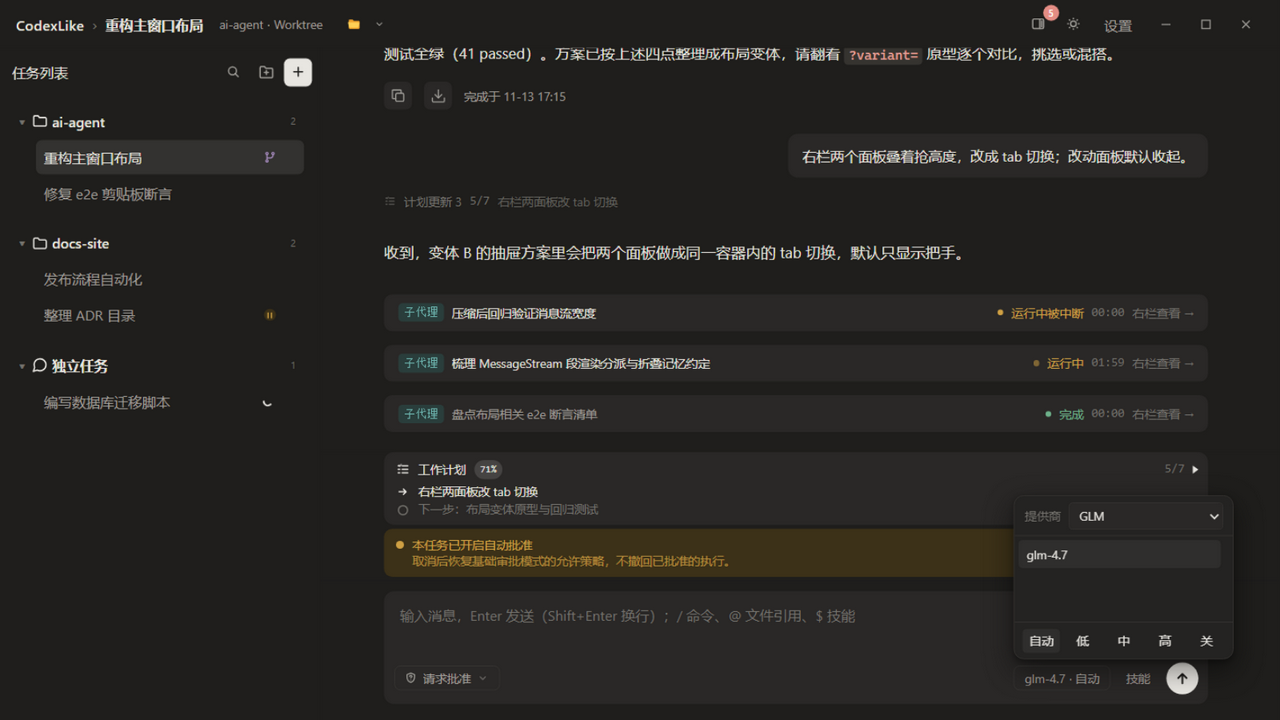 CodexLike › 重构主窗口布局 ai-agent · Worktree
5
设置
任务列表
ai-agent 2
重构主窗口布局
修复 e2e 剪贴板断言
docs-site 2
发布流程自动化
整理 ADR 目录
独立任务 1
编写数据库迁移脚本
测试全绿（41 passed）。方案已按上述四点整理成布局变体，请翻看 ?variant= 原型逐个对比，挑选或混搭。
完成于 11-13 17:15
右栏两个面板叠着抢高度，改成 tab 切换；改动面板默认收起。
计划更新 3 5/7 右栏两面板改 tab 切换
收到，变体 B 的抽屉方案里会把两个面板做成同一容器内的 tab 切换，默认只显示把手。
子代理 压缩后回归验证消息流宽度 运行中被中断 00:00 右栏查看 →
子代理 梳理 MessageStream 段渲染分派与折叠记忆约定 运行中 01:59 右栏查看 →
子代理 盘点布局相关 e2e 断言清单 完成 00:00 右栏查看 →
工作计划 71% 5/7
右栏两面板改 tab 切换
下一步：布局变体原型与回归测试
本任务已开启自动批准
取消后恢复基础审批模式的允许策略，不撤回已批准的执行。
提供商 GLM
glm-4.7
自动 低 中 高 关
输入消息，Enter 发送（Shift+Enter 换行）；/ 命令、@ 文件引用、$ 技能
请求批准
glm-4.7 · 自动 技能